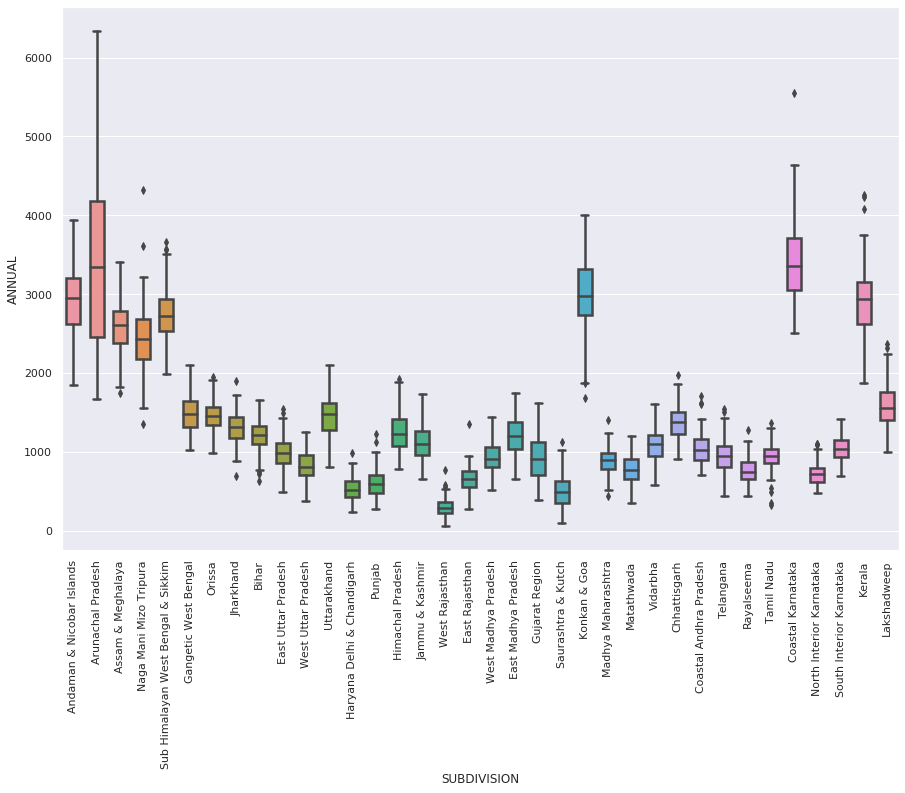 ANNUAL
6000
5000
4000
3000
2000
1000
0
Andaman & Nicobar Islands
Arunachal Pradesh
Assam & Meghalaya
Naga Mani Mizo Tripura
Sub Himalayan West Bengal & Sikkim
Gangetic West Bengal
Orissa
Jharkhand
Bihar
East Uttar Pradesh
West Uttar Pradesh
Uttarakhand
Haryana Delhi & Chandigarh
Punjab
Himachal Pradesh
Jammu & Kashmir
West Rajasthan
East Rajasthan
West Madhya Pradesh
East Madhya Pradesh
Gujarat Region
Saurashtra & Kutch
Konkan & Goa
Madhya Maharashtra
Matathwada
Vidarbha
Chhattisgarh
Coastal Andhra Pradesh
Telangana
Rayalseema
Tamil Nadu
Coastal Karnataka
North Interior Karnataka
South Interior Karnataka
Kerala
Lakshadweep
SUBDIVISION